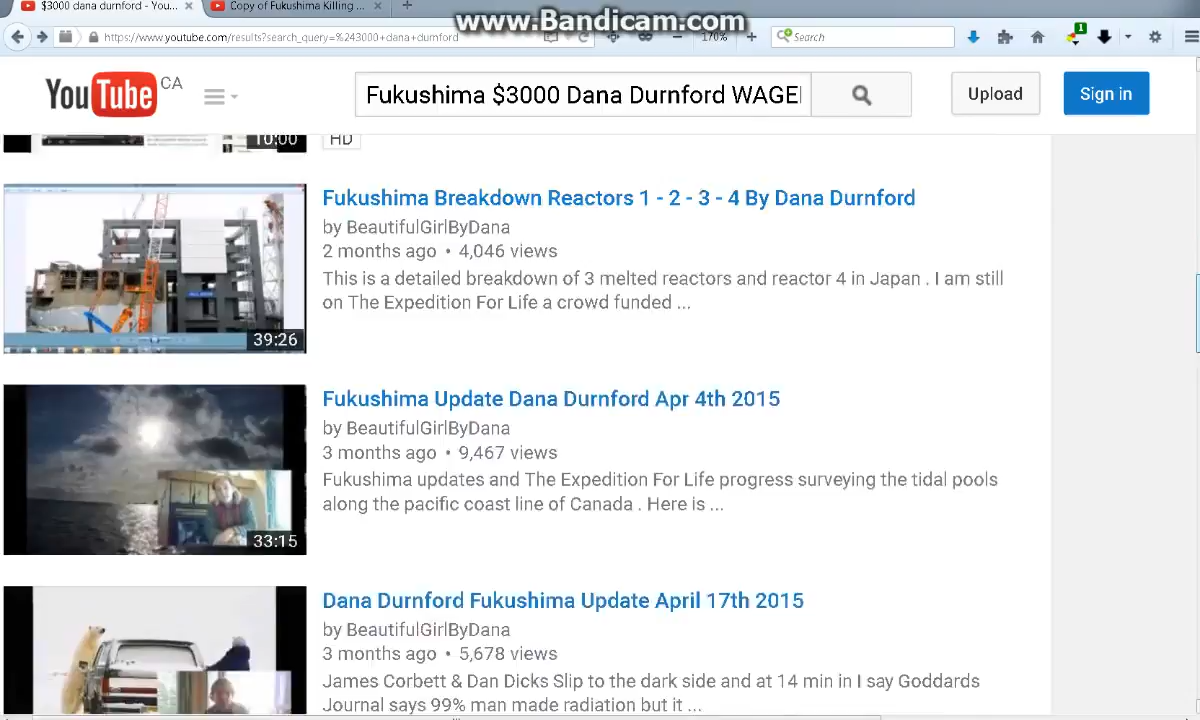 $3000 dana durnford - You...
Copy of Fukushima Killing ...
www.Bandicam.com
https://www.youtube.com/results?search_query=%243000+dana+durnford
170%
Search
1
YouTube CA
Fukushima $3000 Dana Durnford WAGE
Upload
Sign in
10:00
HD
Fukushima Breakdown Reactors 1 - 2 - 3 - 4 By Dana Durnford
by BeautifulGirlByDana
2 months ago • 4,046 views
This is a detailed breakdown of 3 melted reactors and reactor 4 in Japan . I am still
on The Expedition For Life a crowd funded ...
39:26
Fukushima Update Dana Durnford Apr 4th 2015
by BeautifulGirlByDana
3 months ago • 9,467 views
Fukushima updates and The Expedition For Life progress surveying the tidal pools
along the pacific coast line of Canada . Here is ...
33:15
Dana Durnford Fukushima Update April 17th 2015
by BeautifulGirlByDana
3 months ago • 5,678 views
James Corbett & Dan Dicks Slip to the dark side and at 14 min in I say Goddards
Journal says 99% man made radiation but it ...